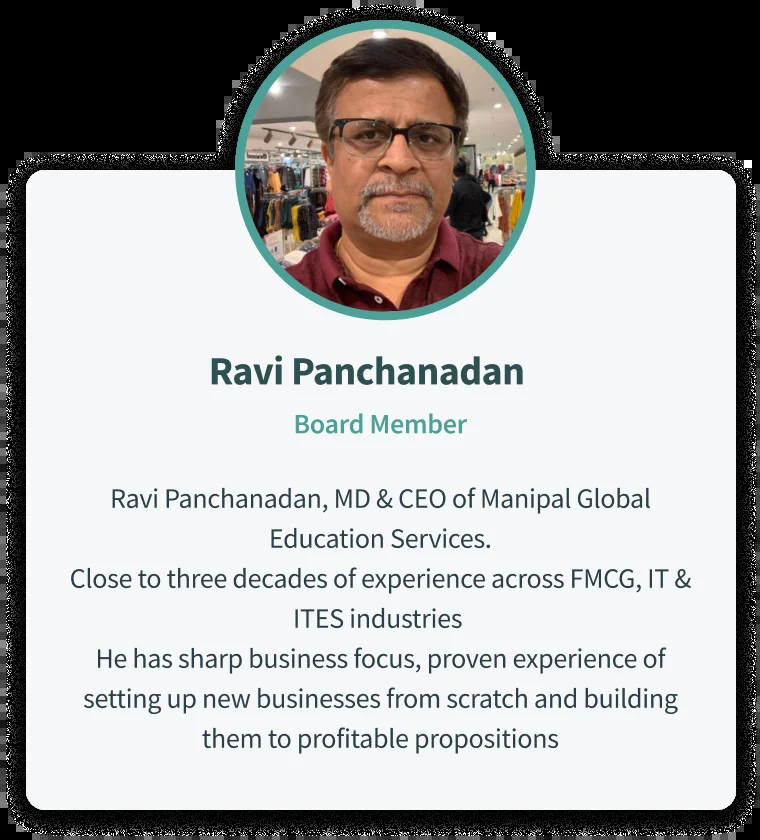 Ravi Panchanadan
Board Member
Ravi Panchanadan, MD & CEO of Manipal Global
Education Services.
Close to three decades of experience across FMCG, IT &
ITES industries
He has sharp business focus, proven experience of
setting up new businesses from scratch and building
them to profitable propositions